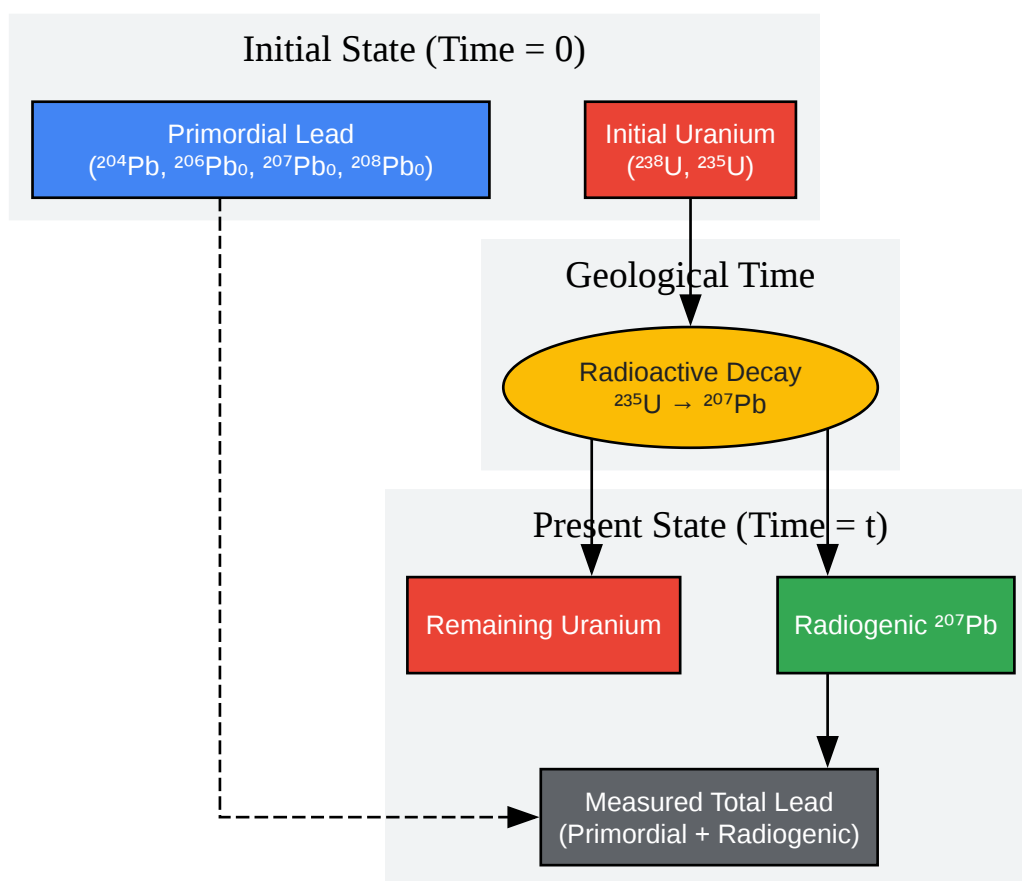 Initial State (Time = 0)
Primordial Lead
(²⁰⁴Pb, ²⁰⁶Pb₀, ²⁰⁷Pb₀, ²⁰⁸Pb₀)
Initial Uranium
(²³⁸U, ²³⁵U)
Geological Time
Radioactive Decay
²³⁵U → ²⁰⁷Pb
Present State (Time = t)
Remaining Uranium
Radiogenic ²⁰⁷Pb
Measured Total Lead
(Primordial + Radiogenic)